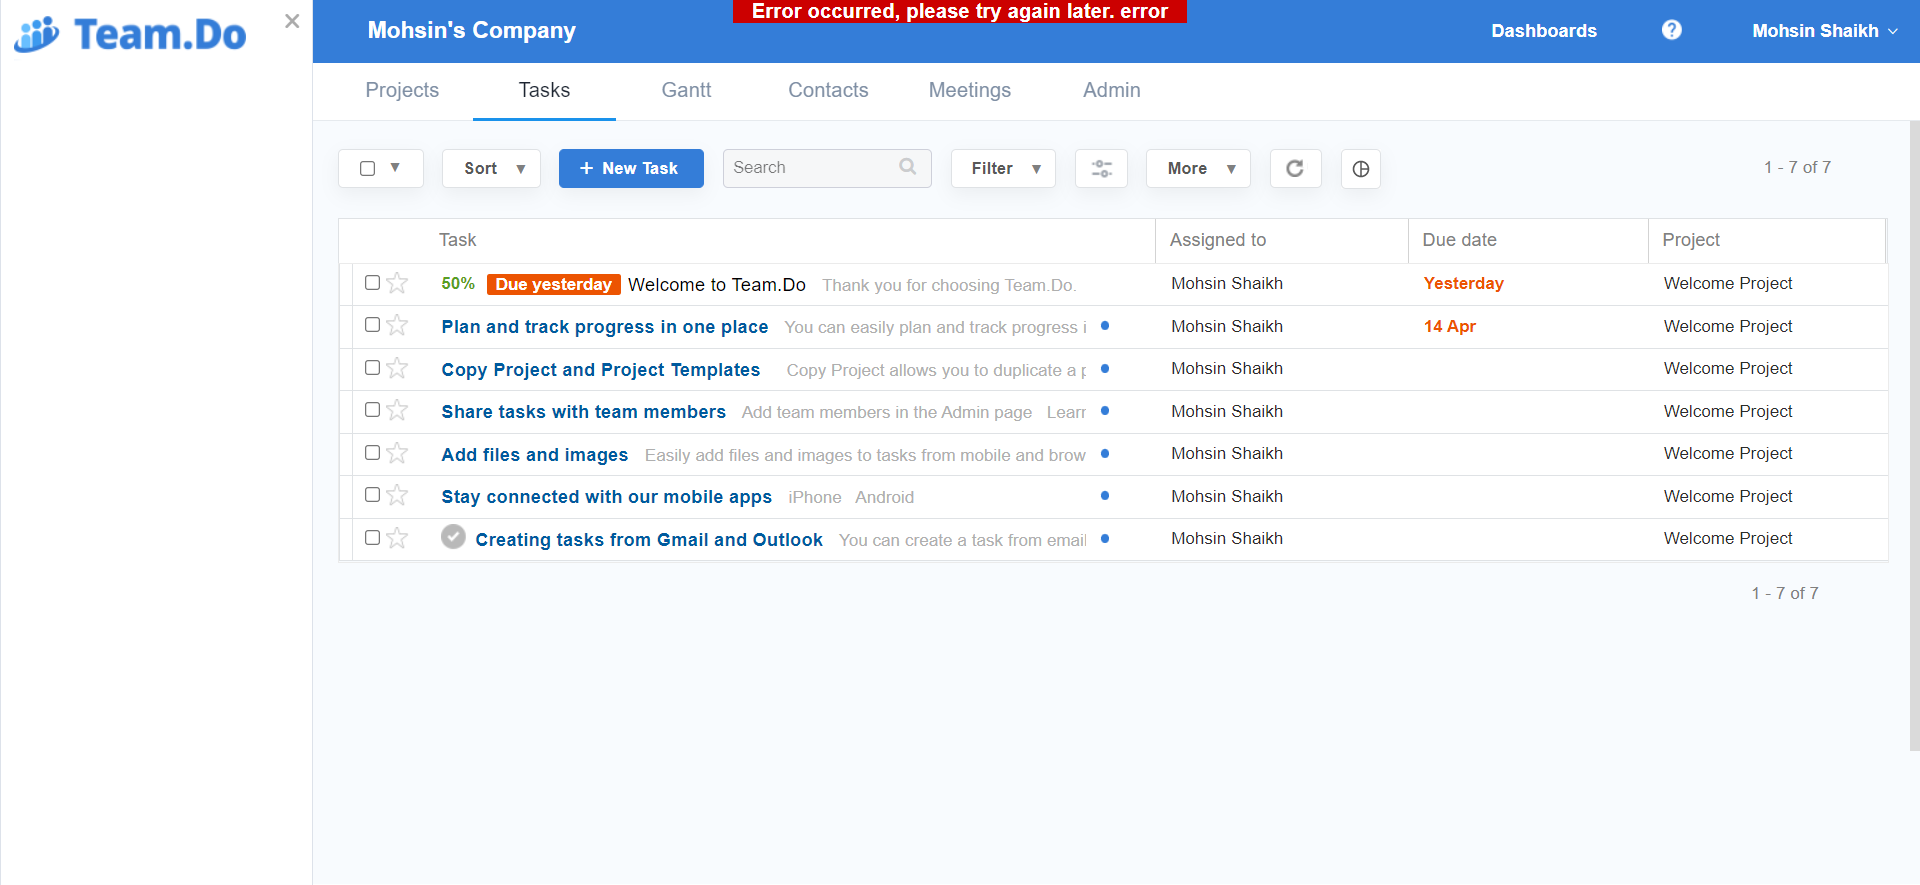 Team.Do
Mohsin's Company
Error occurred, please try again later. error
Dashboards
?
Mohsin Shaikh
Projects Tasks Gantt Contacts Meetings Admin
Sort + New Task Search Filter More 1 - 7 of 7
Task Assigned to Due date Project
50% Due yesterday Welcome to Team.Do Thank you for choosing Team.Do. Mohsin Shaikh Yesterday Welcome Project
Plan and track progress in one place You can easily plan and track progress i Mohsin Shaikh 14 Apr Welcome Project
Copy Project and Project Templates Copy Project allows you to duplicate a Mohsin Shaikh Welcome Project
Share tasks with team members Add team members in the Admin page Learn Mohsin Shaikh Welcome Project
Add files and images Easily add files and images to tasks from mobile and brow Mohsin Shaikh Welcome Project
Stay connected with our mobile apps iPhone Android Mohsin Shaikh Welcome Project
Creating tasks from Gmail and Outlook You can create a task from email Mohsin Shaikh Welcome Project
1 - 7 of 7